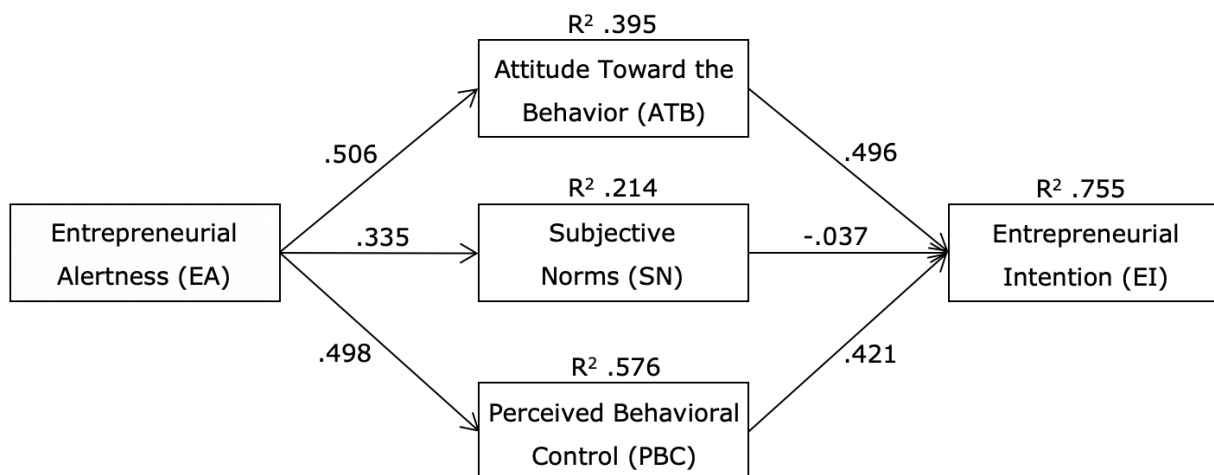 R² .395
Attitude Toward the
Behavior (ATB)
.506
.496
R² .214
R² .755
Entrepreneurial
Alertness (EA)
.335
Subjective
Norms (SN)
-.037
Entrepreneurial
Intention (EI)
.498
R² .576
.421
Perceived Behavioral
Control (PBC)